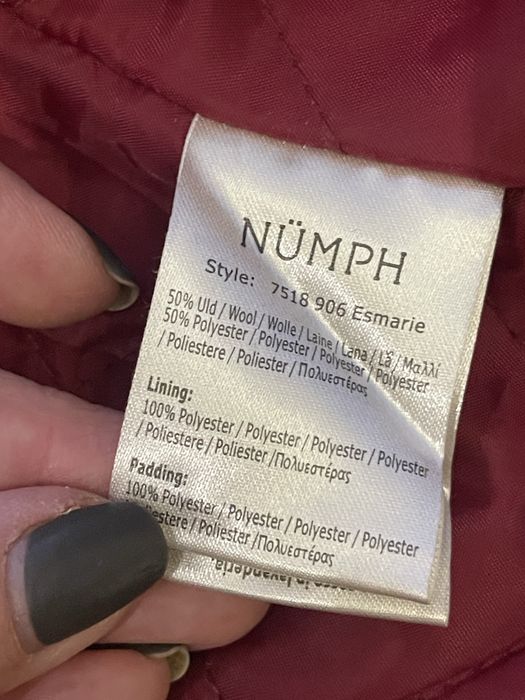 NÜMPH
Style: 7518 906 Esmarie
50% Uld / Wool / Wolle / Laine / Lana / Lã / Μαλλί
50% Polyester / Polyester / Polyester / Polyester
/ Poliestere / Poliester / Πολυεστέρας
Lining:
100% Polyester / Polyester / Polyester / Polyester
/ Poliestere / Poliester /Πολυεστέρας
Padding:
100% Polyester / Polyester / Polyester / Polyester
/ Poliester /Πολυεστέρας
in lavanderia